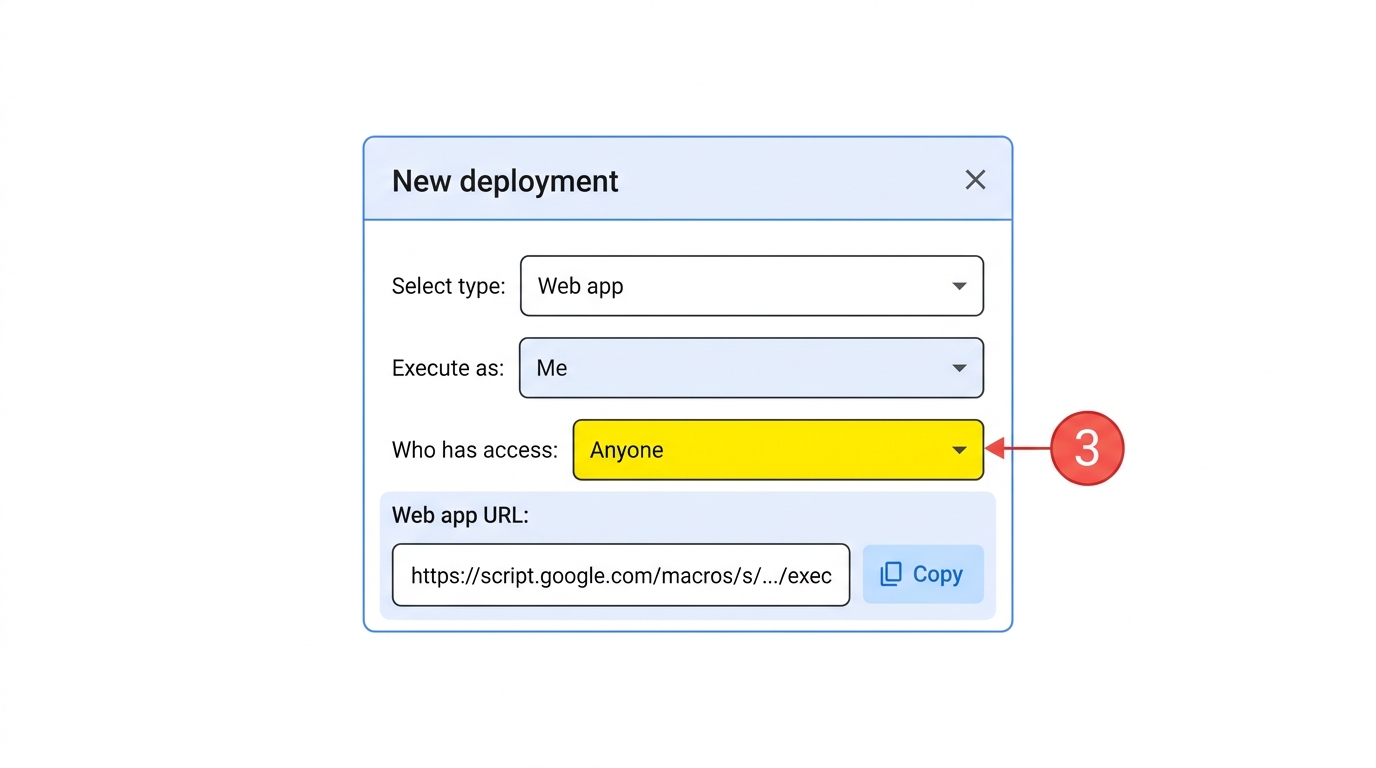 New deployment
Select type: Web app
Execute as: Me
Who has access: Anyone
3
Web app URL:
https://script.google.com/macros/s/.../exec
Copy